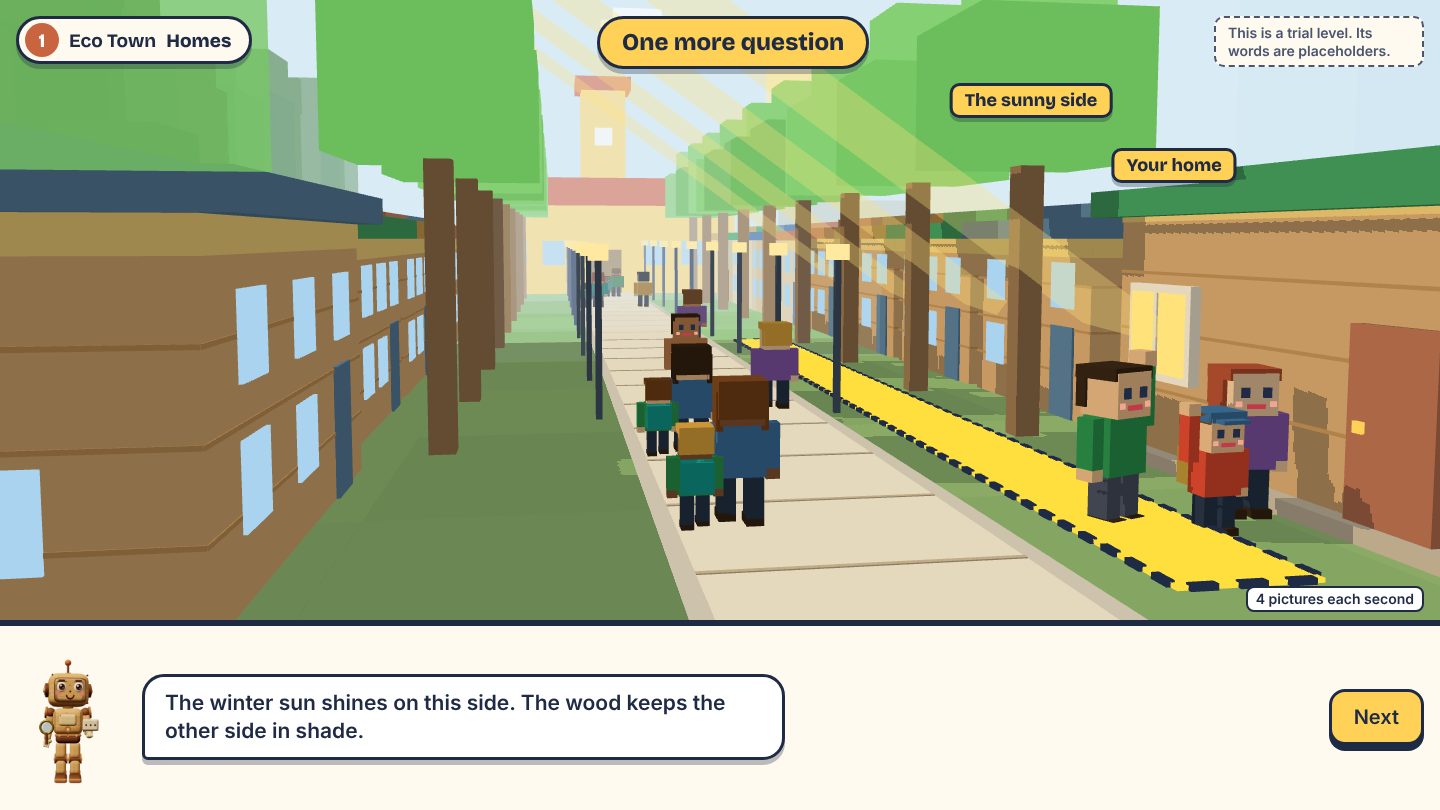 1 Eco Town Homes
One more question
This is a trial level. Its
words are placeholders.
The sunny side
Your home
4 pictures each second
The winter sun shines on this side. The wood keeps the
other side in shade.
Next